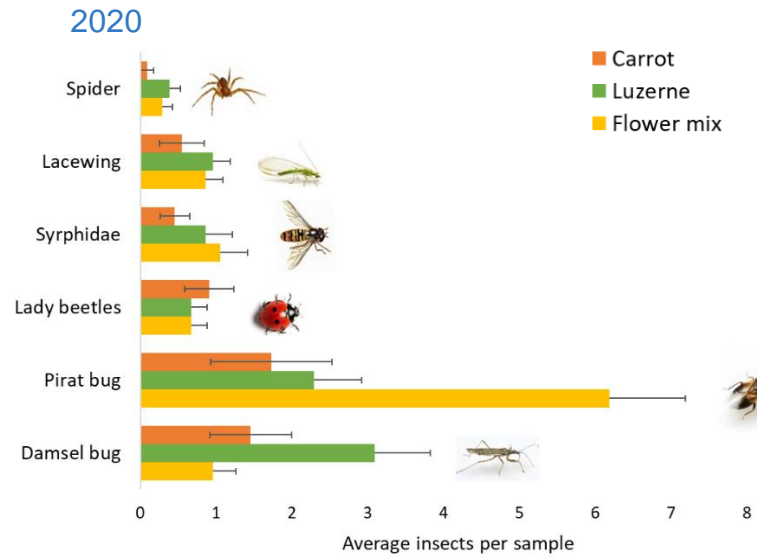 2020
Carrot
Luzerne
Flower mix
Spider
Lacewing
Syrphidae
Lady beetles
Pirat bug
Damsel bug
0 1 2 3 4 5 6 7 8
Average insects per sample